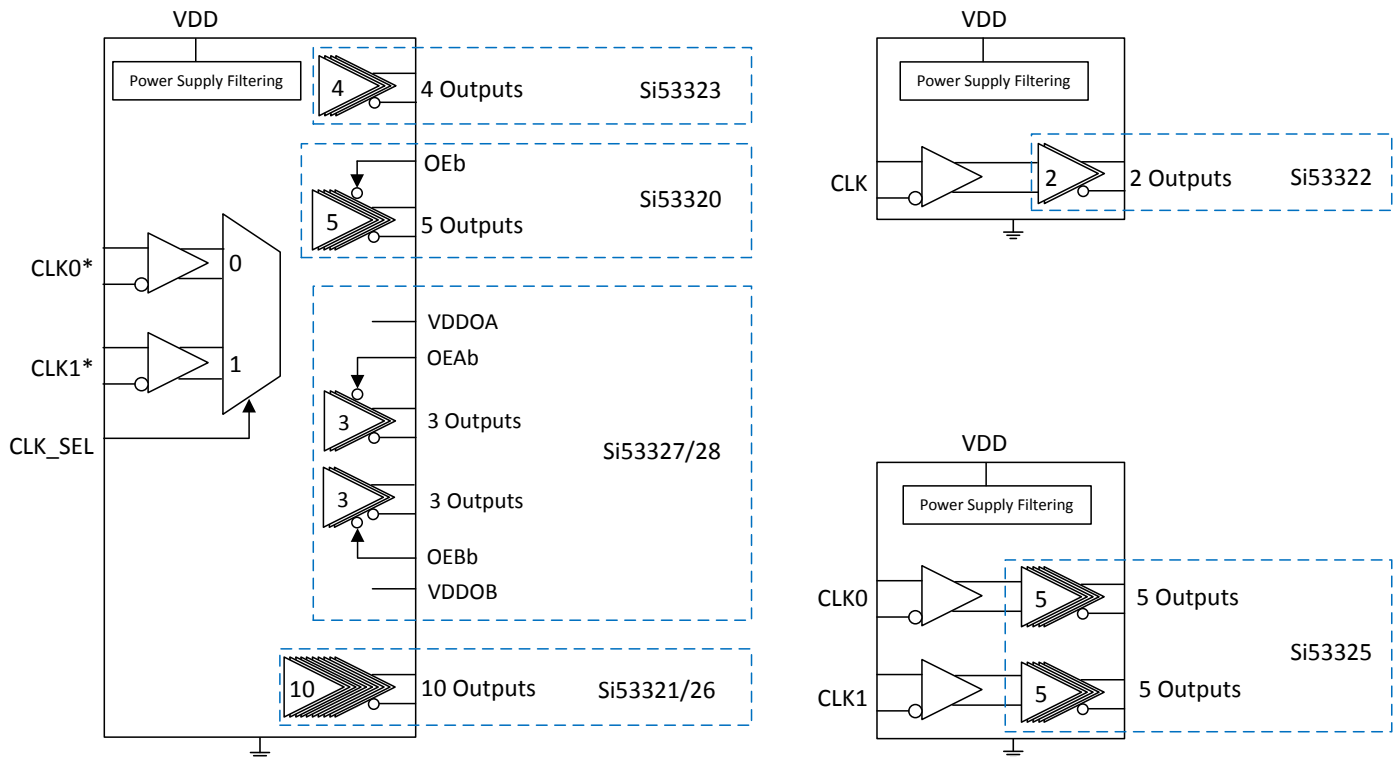 VDD
Power Supply Filtering
4
4 Outputs
Si53323
OEb
5
5 Outputs
Si53320
CLK0*
0
CLK1*
1
CLK_SEL
VDDOA
OEAb
3
3 Outputs
Si53327/28
3
3 Outputs
OEBb
VDDOB
10
10 Outputs
Si53321/26
VDD
Power Supply Filtering
CLK
2
2 Outputs
Si53322
VDD
Power Supply Filtering
CLK0
5
5 Outputs
Si53325
CLK1
5
5 Outputs